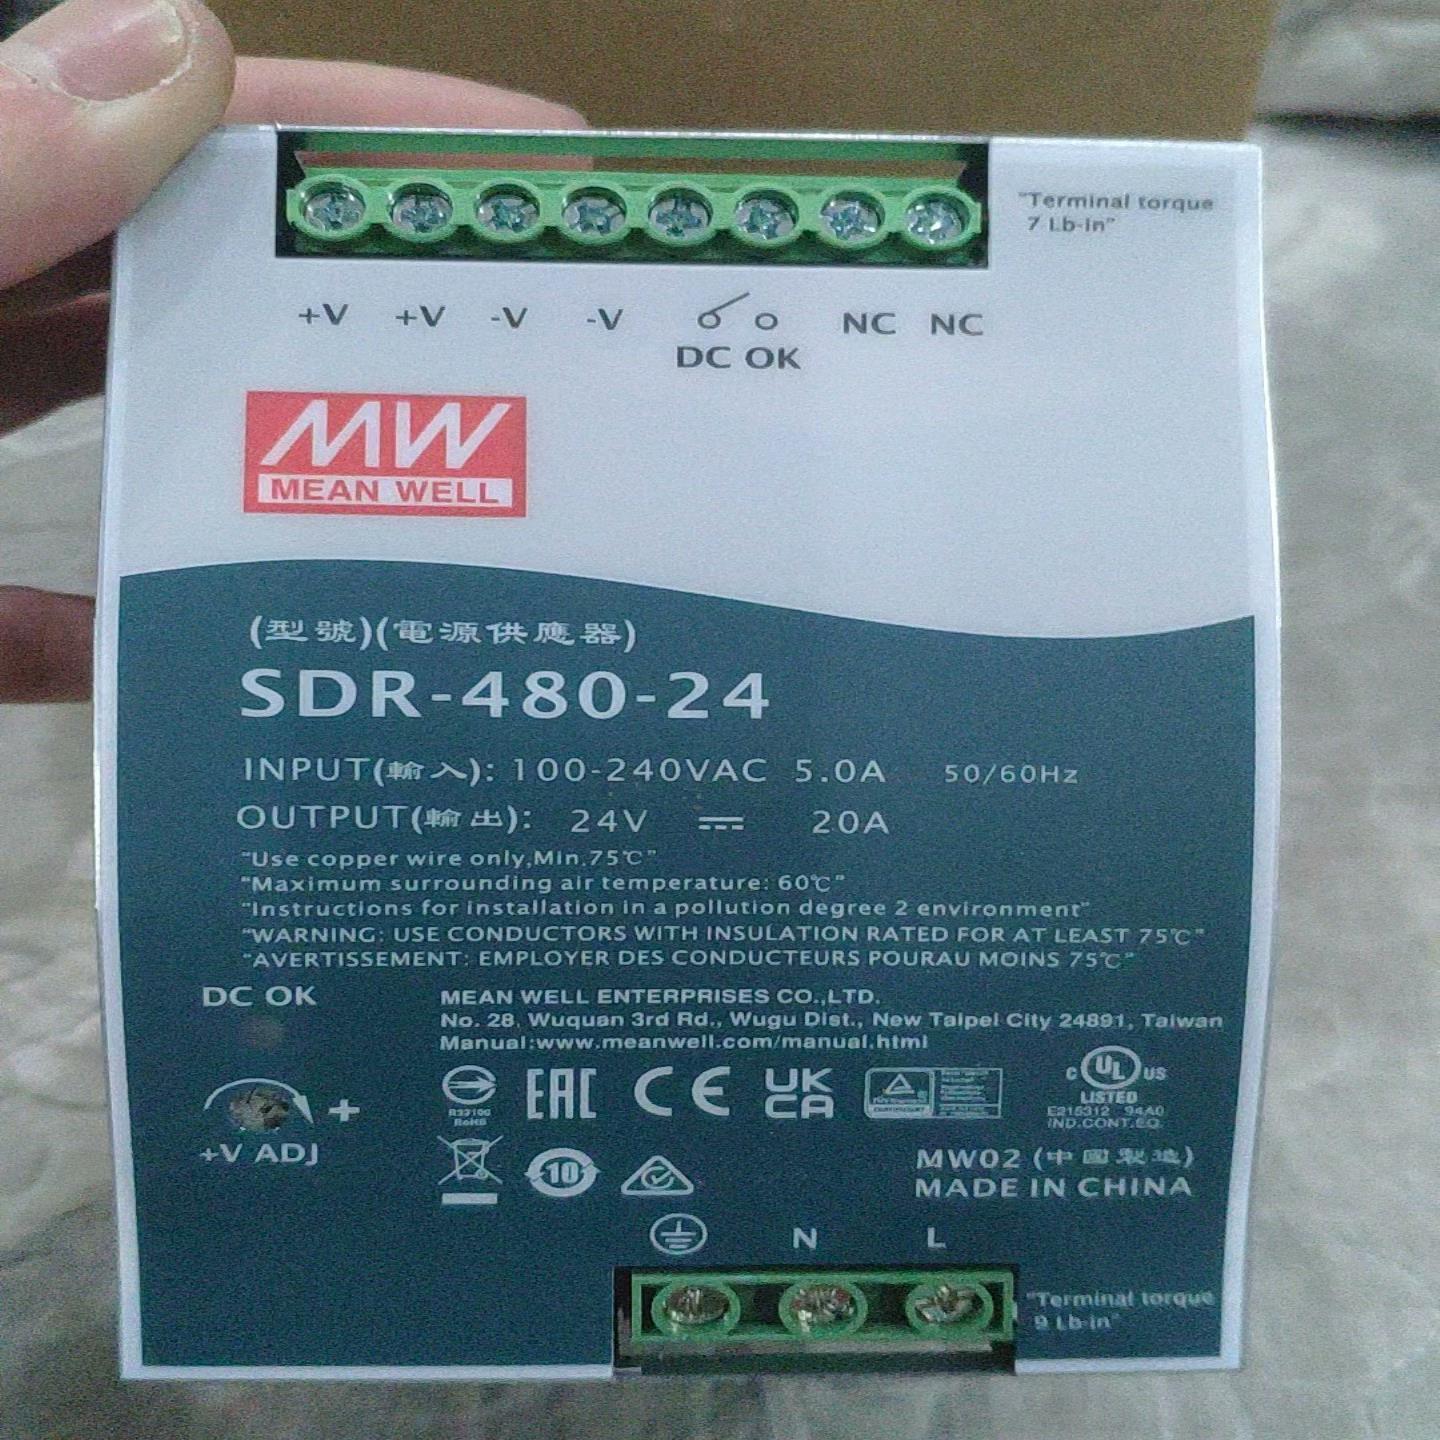 "Terminal torque
7 Lb-in"
+V +V -V -V NC NC
DC OK
MW
MEAN WELL
(型號)(電源供應器)
SDR-480-24
INPUT(輸入): 100-240VAC 5.0A 50/60Hz
OUTPUT(輸出): 24V 20A
"Use copper wire only,Min.75℃"
"Maximum surrounding air temperature: 60℃"
"Instructions for installation in a pollution degree 2 environment"
"WARNING: USE CONDUCTORS WITH INSULATION RATED FOR AT LEAST 75℃"
"AVERTISSEMENT: EMPLOYER DES CONDUCTEURS POURAU MOINS 75℃"
DC OK
MEAN WELL ENTERPRISES CO.,LTD.
No. 28, Wuquan 3rd Rd., Wugu Dist., New Taipei City 24891, Taiwan
Manual:www.meanwell.com/manual.html
R33100
RoHS
EAC
CE
UK
CA
C UL US
LISTED
E215312 94A0
IND.CONT.EQ.
+
+V ADJ
10
MW02 (中國製造)
MADE IN CHINA
N L
"Terminal torque
9 Lb-in"